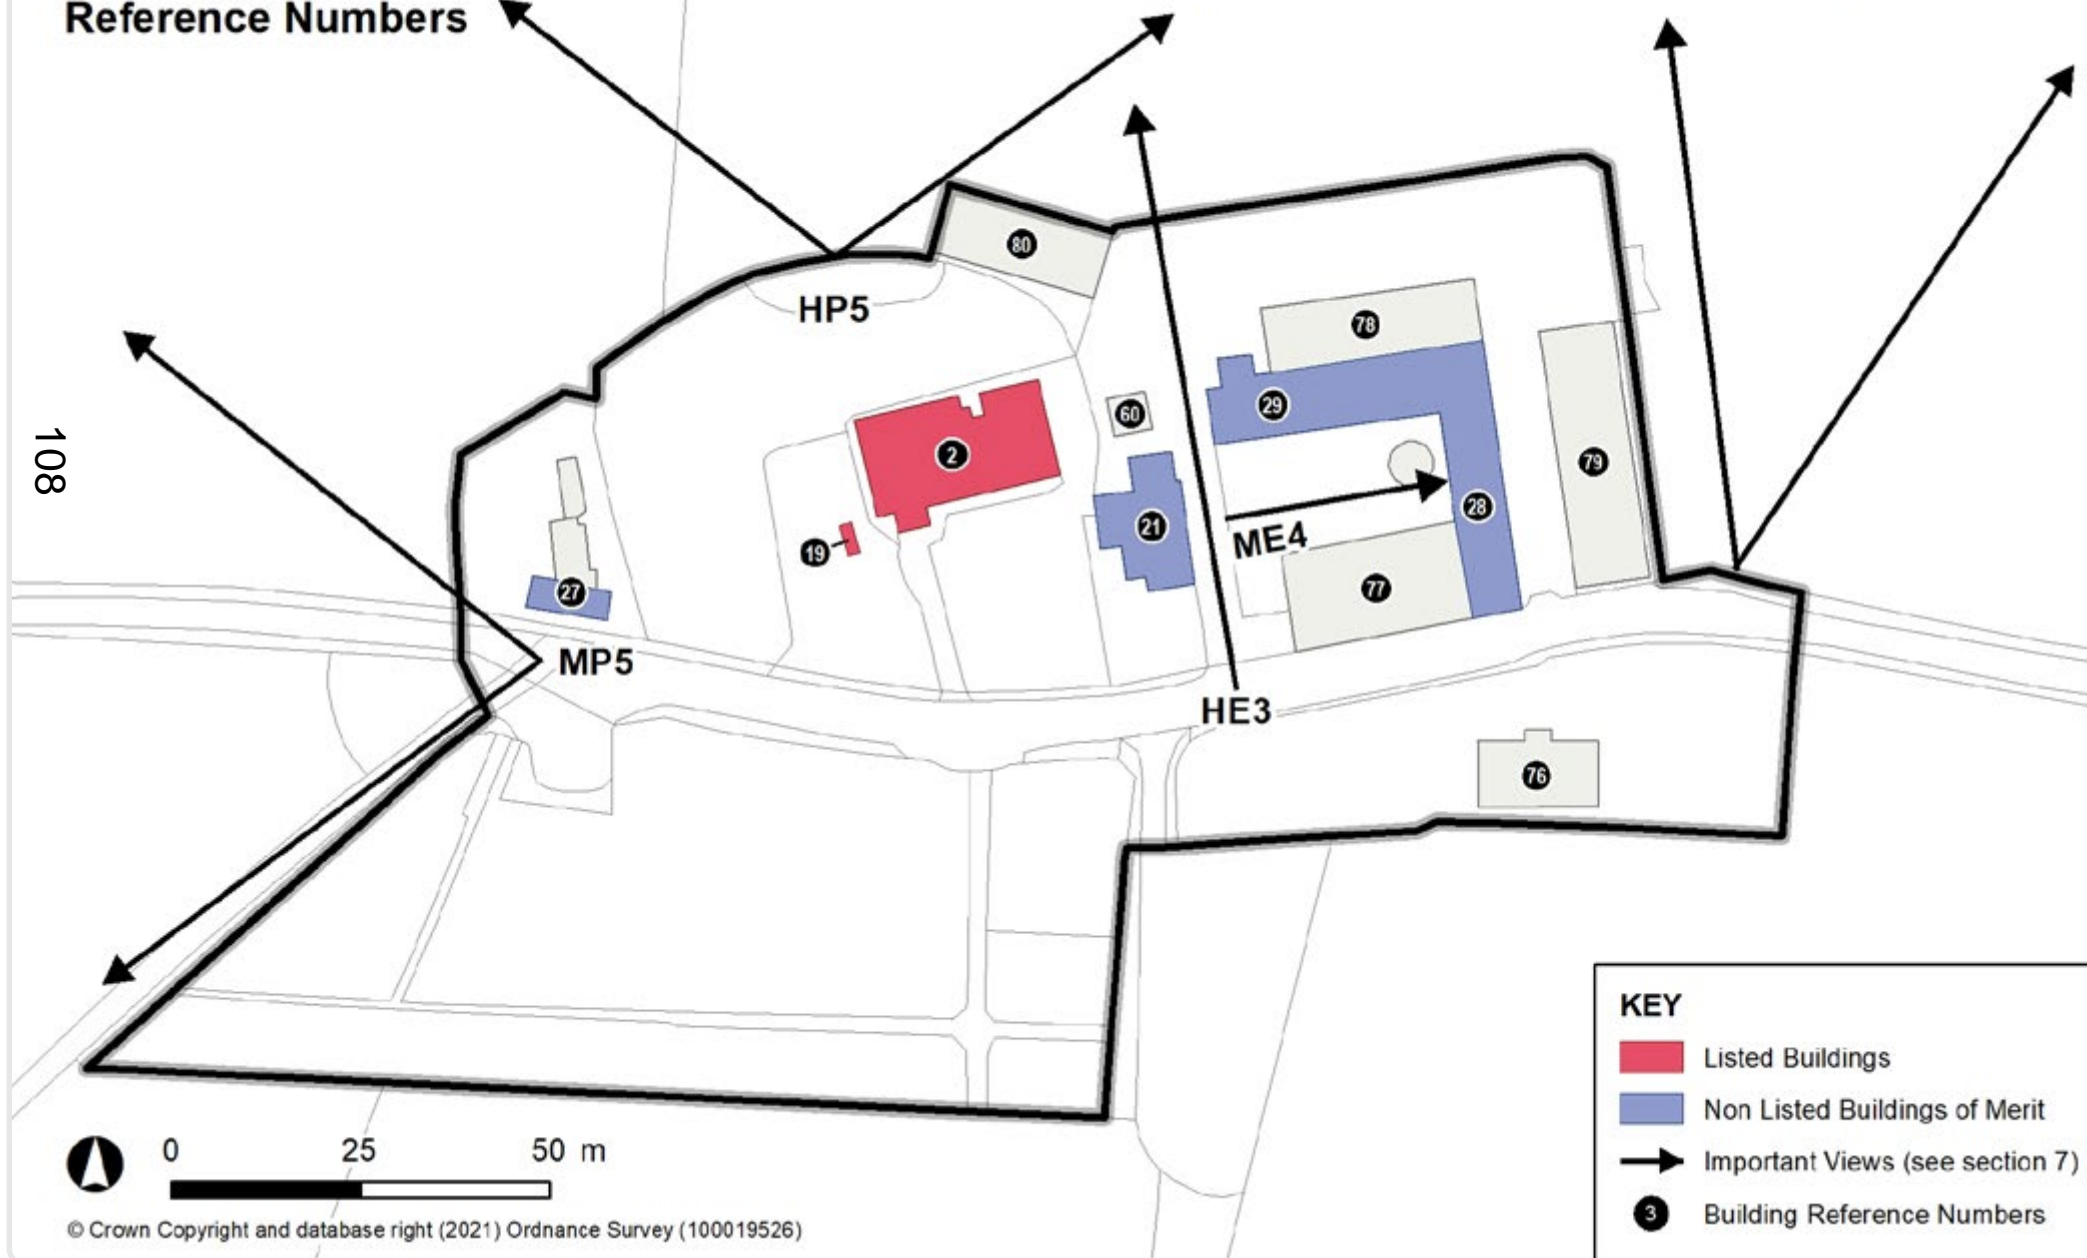 Reference Numbers
80
HP5
78
29
60
2
79
28
21
19
ME4
77
27
MP5
HE3
76
108
KEY
Listed Buildings
Non Listed Buildings of Merit
Important Views (see section 7)
3 Building Reference Numbers
0 25 50 m
© Crown Copyright and database right (2021) Ordnance Survey (100019526)